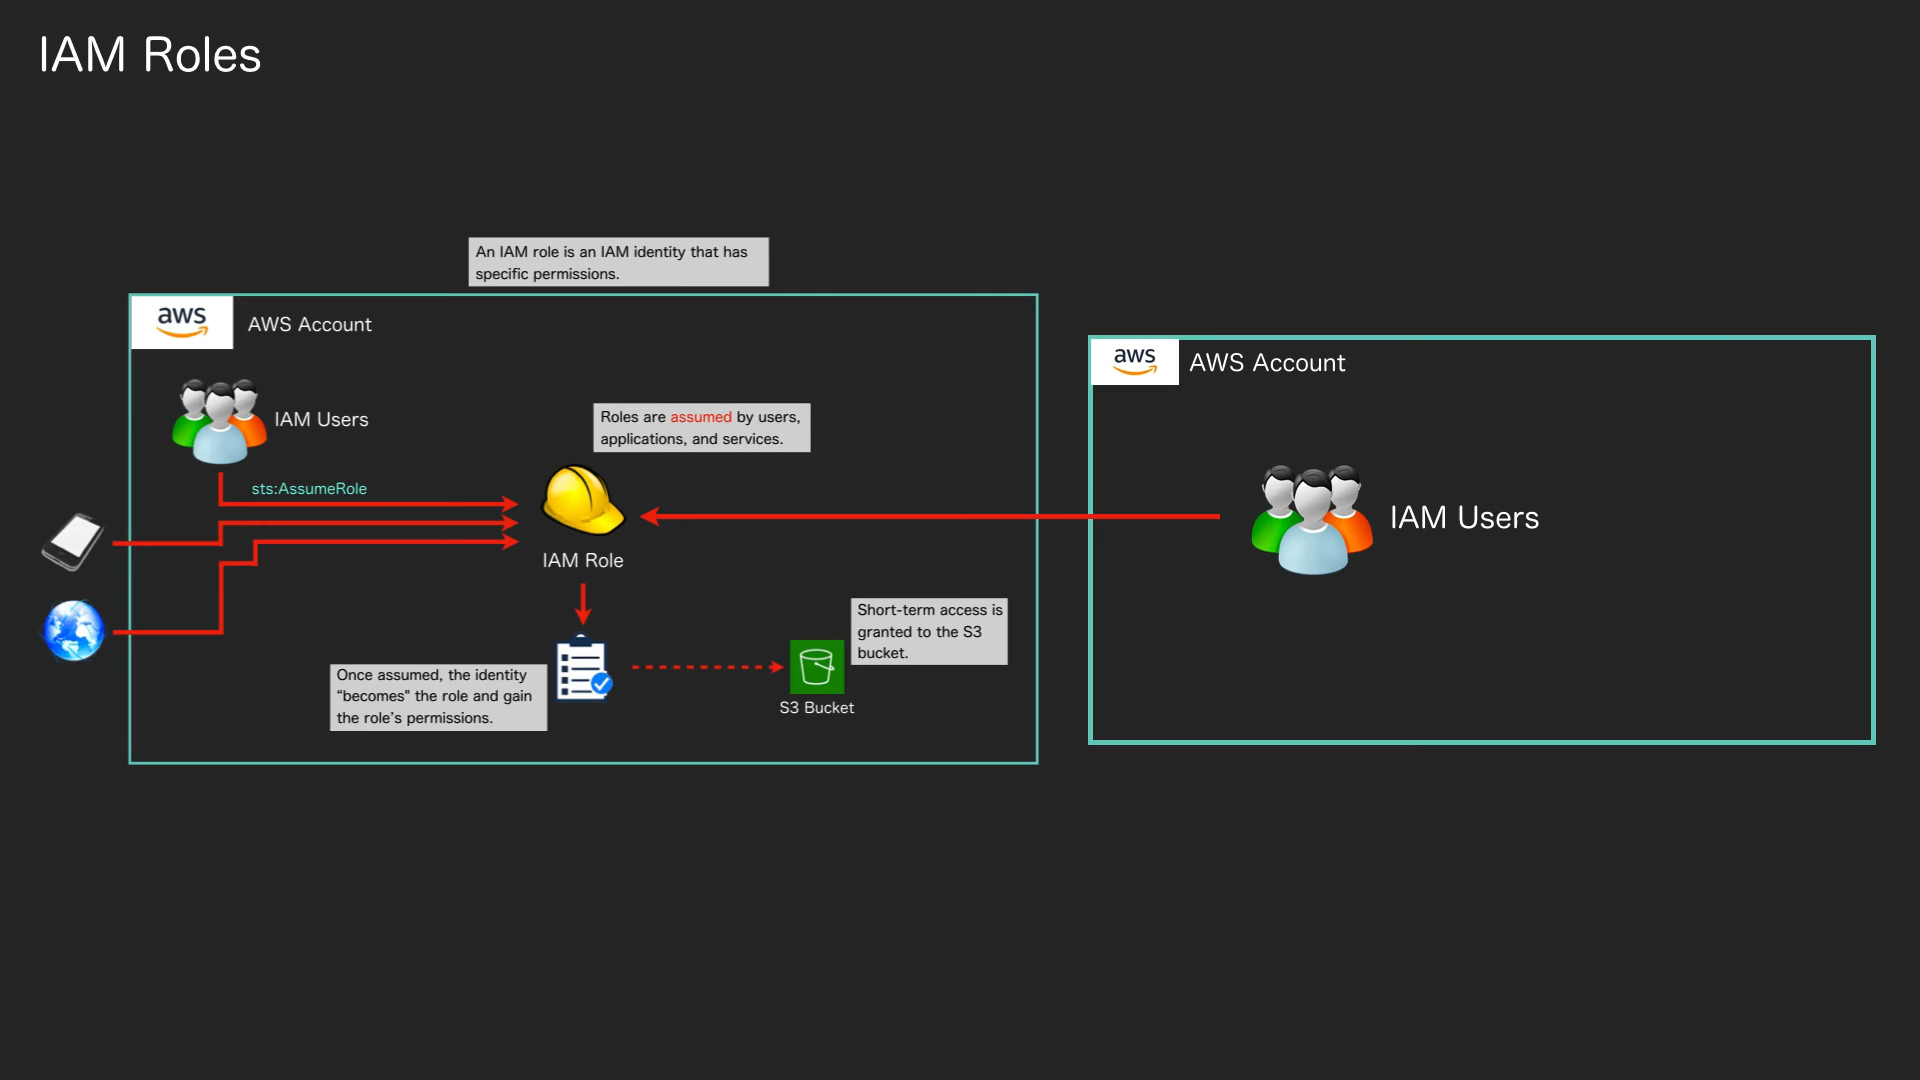 IAM Roles
An IAM role is an IAM identity that has
specific permissions.
aws
AWS Account
IAM Users
Roles are assumed by users,
applications, and services.
sts:AssumeRole
IAM Role
Short-term access is
granted to the S3
bucket.
Once assumed, the identity
“becomes" the role and gain
the role’s permissions.
S3 Bucket
aws
AWS Account
IAM Users